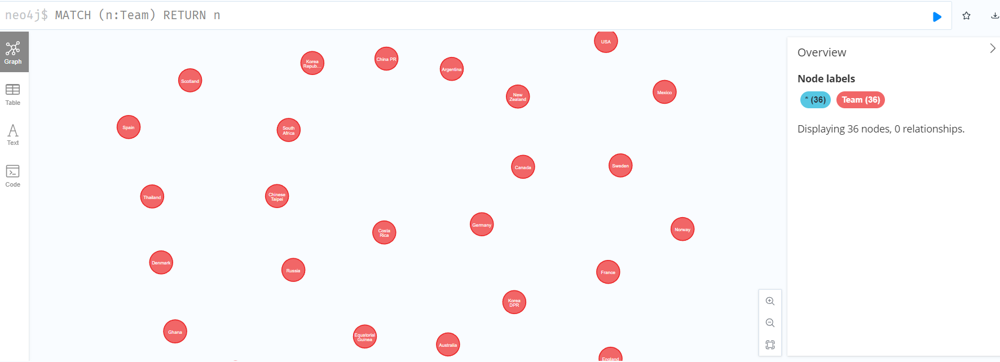 neo4j$ MATCH (n:Team) RETURN n
Graph
Table
Text
Code
USA
Korea
Repub...
China PR
Argentina
Scotland
New
Zealand
Mexico
Spain
South
Africa
Canada
Sweden
Thailand
Chinese
Taipei
Costa
Rica
Germany
Norway
Denmark
Russia
France
Korea
DPR
Ghana
Equatorial
Guinea
Australia
England
Overview
Node labels
* (36) Team (36)
Displaying 36 nodes, 0 relationships.